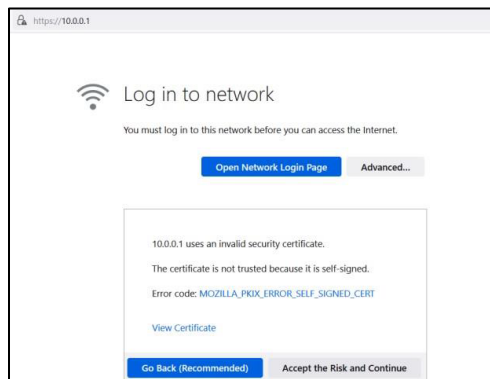 https://10.0.0.1
Log in to network
You must log in to this network before you can access the Internet.
Open Network Login Page Advanced...
10.0.0.1 uses an invalid security certificate.
The certificate is not trusted because it is self-signed.
Error code: MOZILLA_PKIX_ERROR_SELF_SIGNED_CERT
View Certificate
Go Back (Recommended) Accept the Risk and Continue